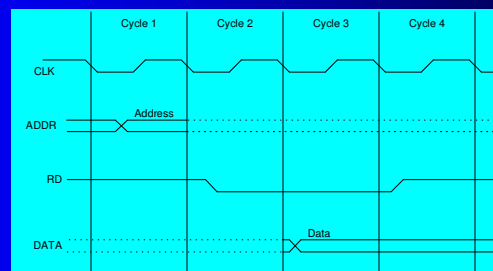 Cycle 1 Cycle 2 Cycle 3 Cycle 4
CLK
Address
ADDR
RD
Data
DATA